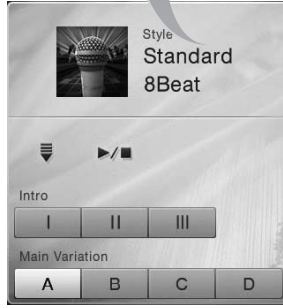 Style
Standard
8Beat
Intro
I II III
Main Variation
A B C D